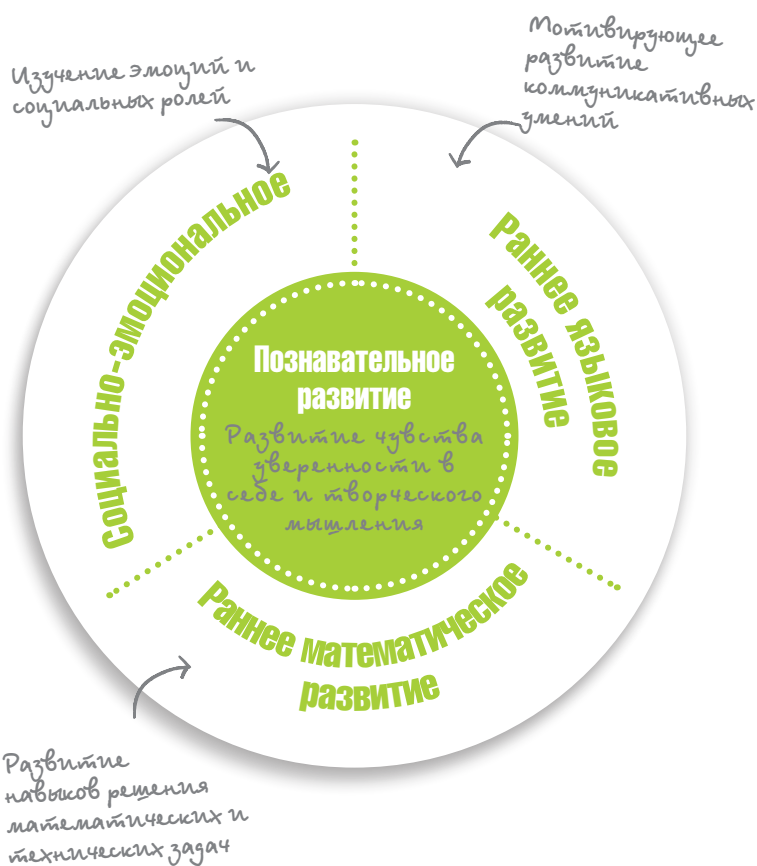 Изучение эмоций и
социальных ролей
Мотивирующее
развитие
коммуникативных
умений
Социально-эмоциональное
Раннее языковое
развитие
Познавательное
развитие
Развитие чувства
уверенности в
себе и творческого
мышления
Раннее математическое
развитие
Развитие
навыков решения
математических и
технических задач